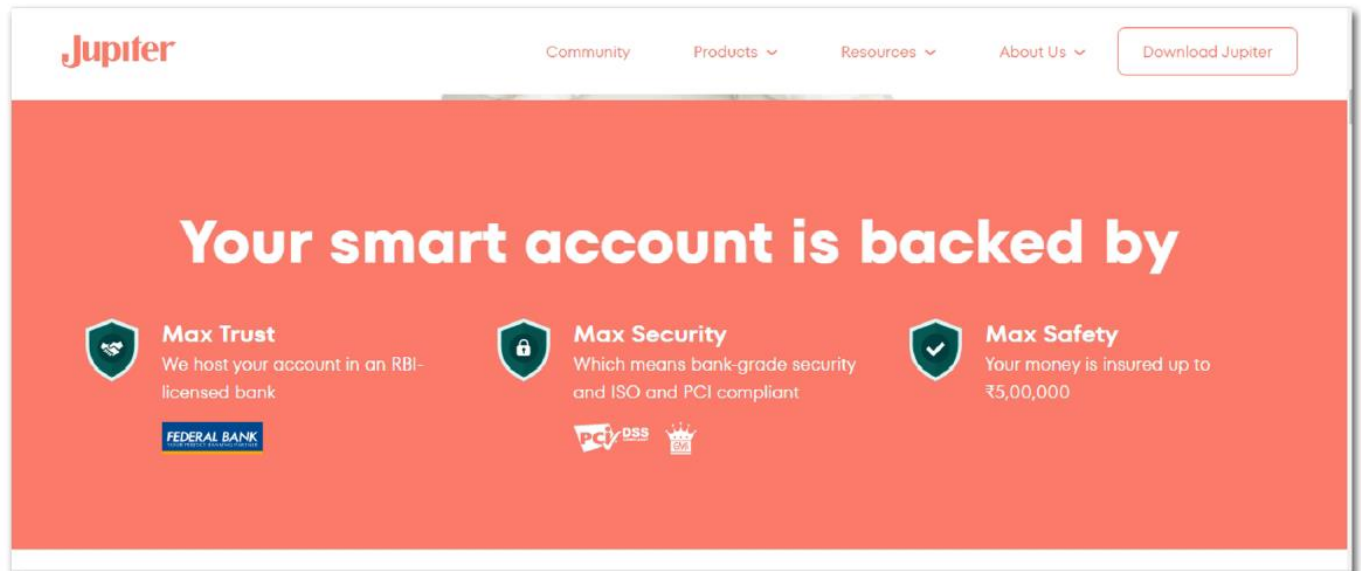 Jupiter
Community
Products
Resources
About Us
Download Jupiter
Your smart account is backed by
Max Trust
We host your account in an RBI-
licensed bank
FEDERAL BANK
Max Security
Which means bank-grade security
and ISO and PCI compliant
PCI DSS
Max Safety
Your money is insured up to
₹5,00,000